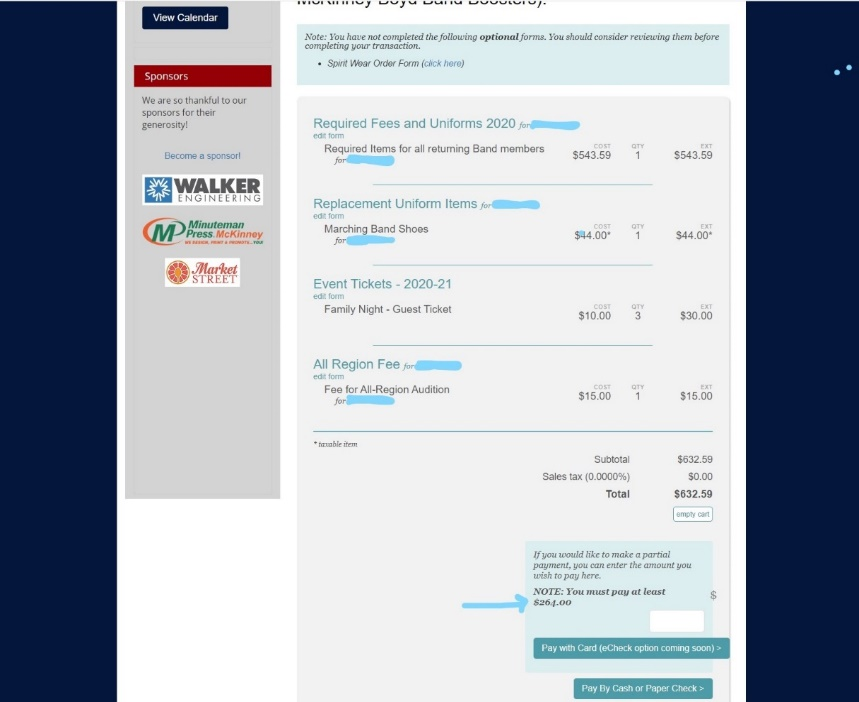 McKinney Boyd Band Boosters).
View Calendar
Note: You have not completed the following optional forms. You should consider reviewing them before
completing your transaction.
• Spirit Wear Order Form (click here)
Sponsors
We are so thankful to our
sponsors for their
generosity!
Become a sponsor!
WALKER
ENGINEERING
Minuteman
Press. McKinney
WE DESIGN, PRINT & PROMOTE...YOU
Market
STREET
Required Fees and Uniforms 2020 for
edit form
Required Items for all returning Band members
for
COST QTY EXT
$543.59 1 $543.59
Replacement Uniform Items for
edit form
Marching Band Shoes
for
COST QTY EXT
$44.00* 1 $44.00*
Event Tickets - 2020-21
edit form
Family Night - Guest Ticket
COST QTY EXT
$10.00 3 $30.00
All Region Fee for
edit form
Fee for All-Region Audition
for
COST QTY EXT
$15.00 1 $15.00
* taxable item
Subtotal $632.59
Sales tax (0.0000%) $0.00
Total $632.59
empty cart
If you would like to make a partial
payment, you can enter the amount you
wish to pay here.
NOTE: You must pay at least
$264.00
$
Pay with Card (eCheck option coming soon) >
Pay By Cash or Paper Check >